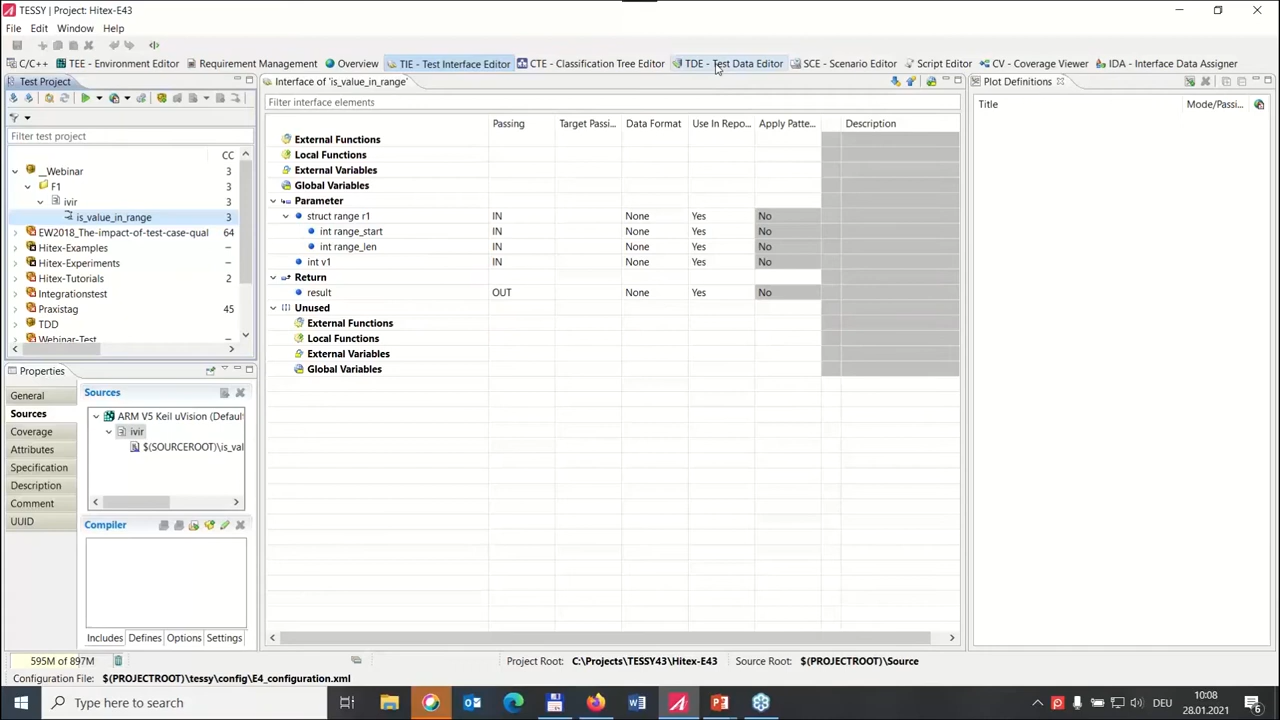 TESSY | Project: Hitex-E43
File Edit Window Help
C/C++ TEE - Environment Editor Requirement Management Overview TIE - Test Interface Editor CTE - Classification Tree Editor TDE - Test Data Editor SCE - Scenario Editor Script Editor CV - Coverage Viewer IDA - Interface Data Assigner
Test Project
Filter test project
CC
__Webinar 3
F1 3
ivir 3
is_value_in_range 3
EW2018_The-impact-of-test-case-qual 64
Hitex-Examples –
Hitex-Experiments –
Hitex-Tutorials 2
Integrationstest –
Praxistag 45
TDD –
Webinar-Test –
Properties
General
Sources
Coverage
Attributes
Specification
Description
Comment
UUID
Sources
ARM V5 Keil uVision (Defaul
ivir
$(SOURCEROOT)\is_val
Compiler
Includes Defines Options Settings
Interface of 'is_value_in_range'
Filter interface elements
Passing Target Passi... Data Format Use In Repo... Apply Patte... Description
External Functions
Local Functions
External Variables
Global Variables
Parameter
struct range r1 IN None Yes No
int range_start IN None Yes No
int range_len IN None Yes No
int v1 IN None Yes No
Return
result OUT None Yes No
Unused
External Functions
Local Functions
External Variables
Global Variables
Plot Definitions
Title Mode/Passi...
595M of 897M Project Root: C:\Projects\TESSY43\Hitex-E43 Source Root: $(PROJECTROOT)\Source
Configuration File: $(PROJECTROOT)\tessy\config\E4_configuration.xml
Type here to search
DEU
10:08
28.01.2021
6